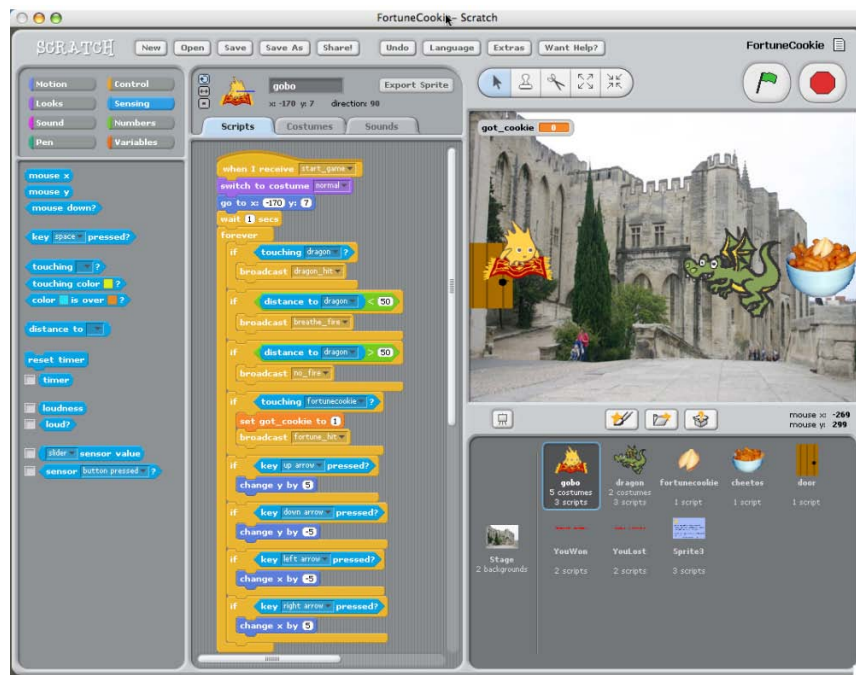 FortuneCookie - Scratch
SCRATCH New Open Save Save As Share! Undo Language Extras Want Help? FortuneCookie
Motion Control
Looks Sensing
Sound Numbers
Pen Variables
mouse x
mouse y
mouse down?
key space pressed?
touching ?
touching color ?
color is over ?
distance to
reset timer
timer
loudness
loud?
slider sensor value
sensor button pressed ?
gobo Export Sprite
x: -170 y: 7 direction: 90
Scripts Costumes Sounds
when I receive start_game
switch to costume normal
go to x: -170 y: 7
wait 1 secs
forever
if touching dragon ?
broadcast dragon_hit
if distance to dragon < 50
broadcast breathe_fire
if distance to dragon > 50
broadcast no_fire
if touching fortunecookie ?
set got_cookie to 1
broadcast fortune_hit
if key up arrow pressed?
change y by 5
if key down arrow pressed?
change y by -5
if key left arrow pressed?
change x by -5
if key right arrow pressed?
change x by 5
got_cookie 0
mouse x: -269
mouse y: 299
gobo dragon fortunecookie cheetos door
5 costumes 2 costumes
3 scripts 3 scripts 1 script 1 script 1 script
Stage
2 backgrounds
YouWon YouLost Sprite3
2 scripts 2 scripts 3 scripts